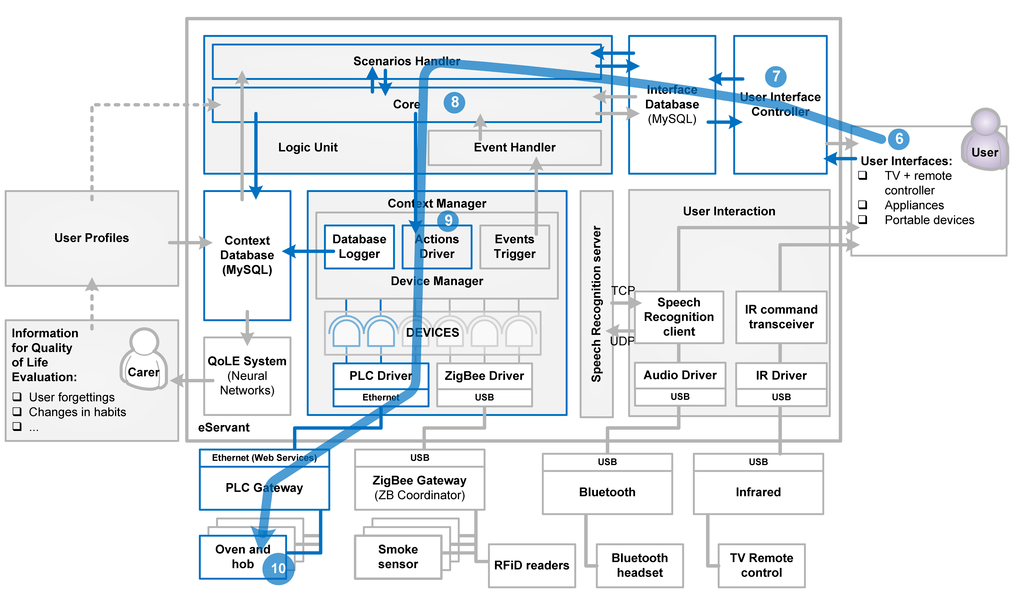 Scenarios Handler
7
Core
8
Interface
Database
(MySQL)
User Interface
Controller
6
User
Logic Unit
Event Handler
User Interfaces:
❑ TV + remote
controller
❑ Appliances
❑ Portable devices
User Profiles
Context
Database
(MySQL)
Context Manager
9
Database
Logger
Actions
Driver
Events
Trigger
Device Manager
DEVICES
Speech Recognition server
User Interaction
TCP
UDP
Speech
Recognition
client
IR command
transceiver
Information
for Quality
of Life
Evaluation:
❑ User forgettings
❑ Changes in habits
❑ ...
Carer
QoLE System
(Neural
Networks)
PLC Driver
Ethernet
ZigBee Driver
USB
Audio Driver
USB
IR Driver
USB
eServant
Ethernet (Web Services)
PLC Gateway
USB
ZigBee Gateway
(ZB Coordinator)
USB
Bluetooth
USB
Infrared
Oven and
hob
10
Smoke
sensor
RFiD readers
Bluetooth
headset
TV Remote
control